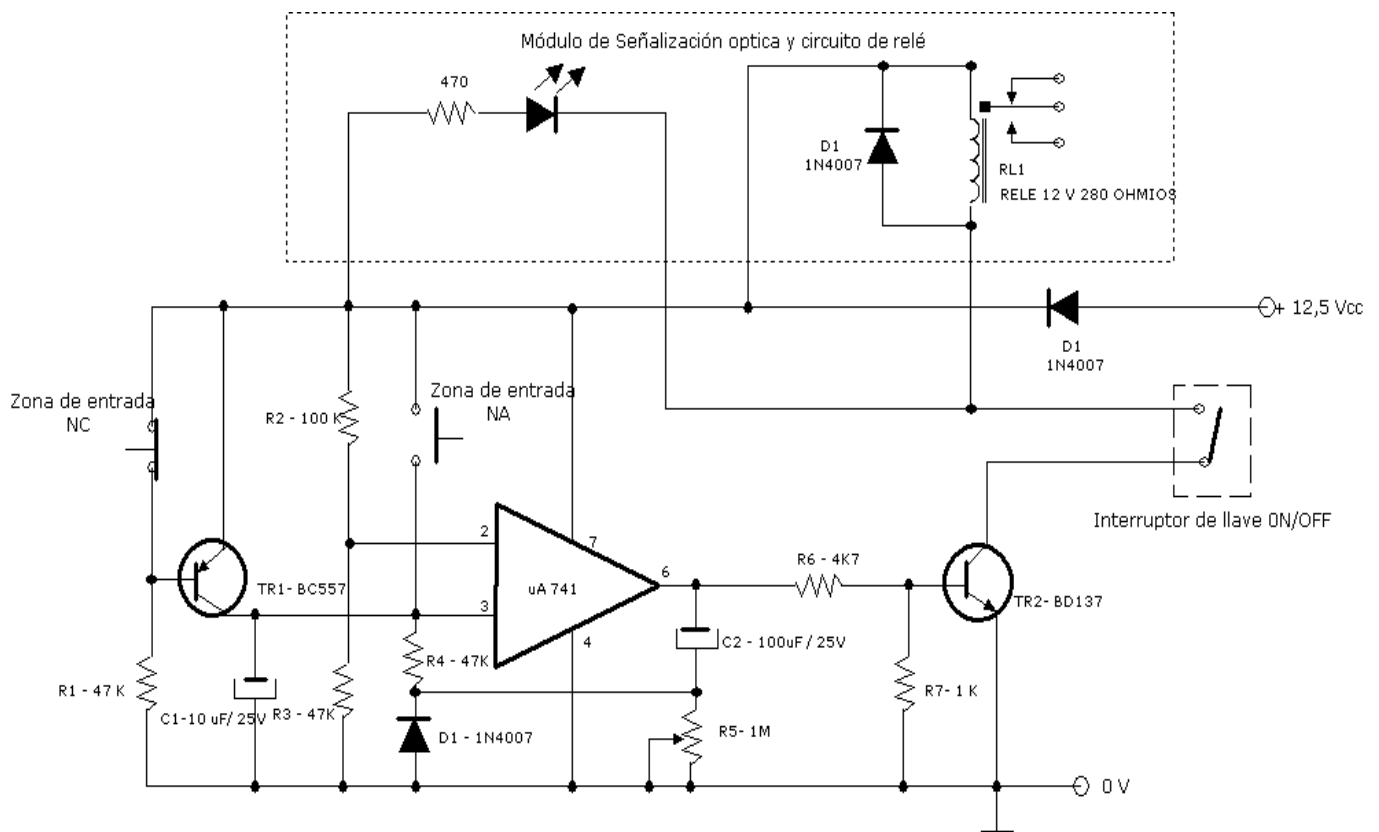 Módulo de Señalización optica y circuito de relé
470
D1
1N4007
RL1
RELE 12 V 280 OHMIOS
+ 12,5 Vcc
D1
1N4007
Zona de entrada
NC
R2 - 100 K
Zona de entrada
NA
Interruptor de llave ON/OFF
2
7
TR1- BC557
uA 741
6
R6 - 4K7
TR2- BD137
3
4
C2 - 100uF / 25V
R1 - 47 K
C1-10 uF/ 25V
R3 - 47K
R4 - 47K
D1 - 1N4007
R5- 1M
R7- 1 K
0 V